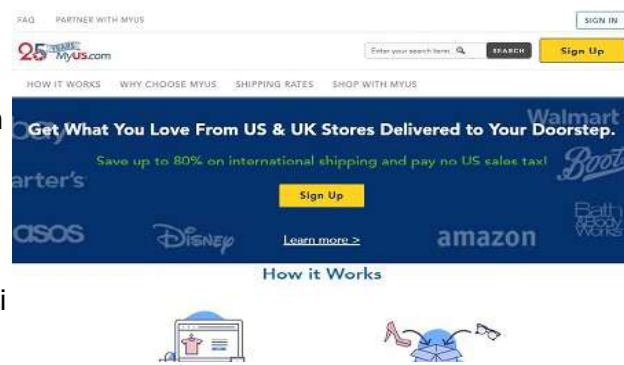 FAQ PARTNER WITH MYUS SIGN IN
25 YEARS MyUS.com Enter your search term SEARCH Sign Up
HOW IT WORKS WHY CHOOSE MYUS SHIPPING RATES SHOP WITH MYUS
Walmart
ebay
Get What You Love From US & UK Stores Delivered to Your Doorstep.
Save up to 80% on international shipping and pay no US sales tax!
Boots
arter's
Sign Up
Bath
& Body
Works
asos Disney Learn more > amazon
How it Works
i